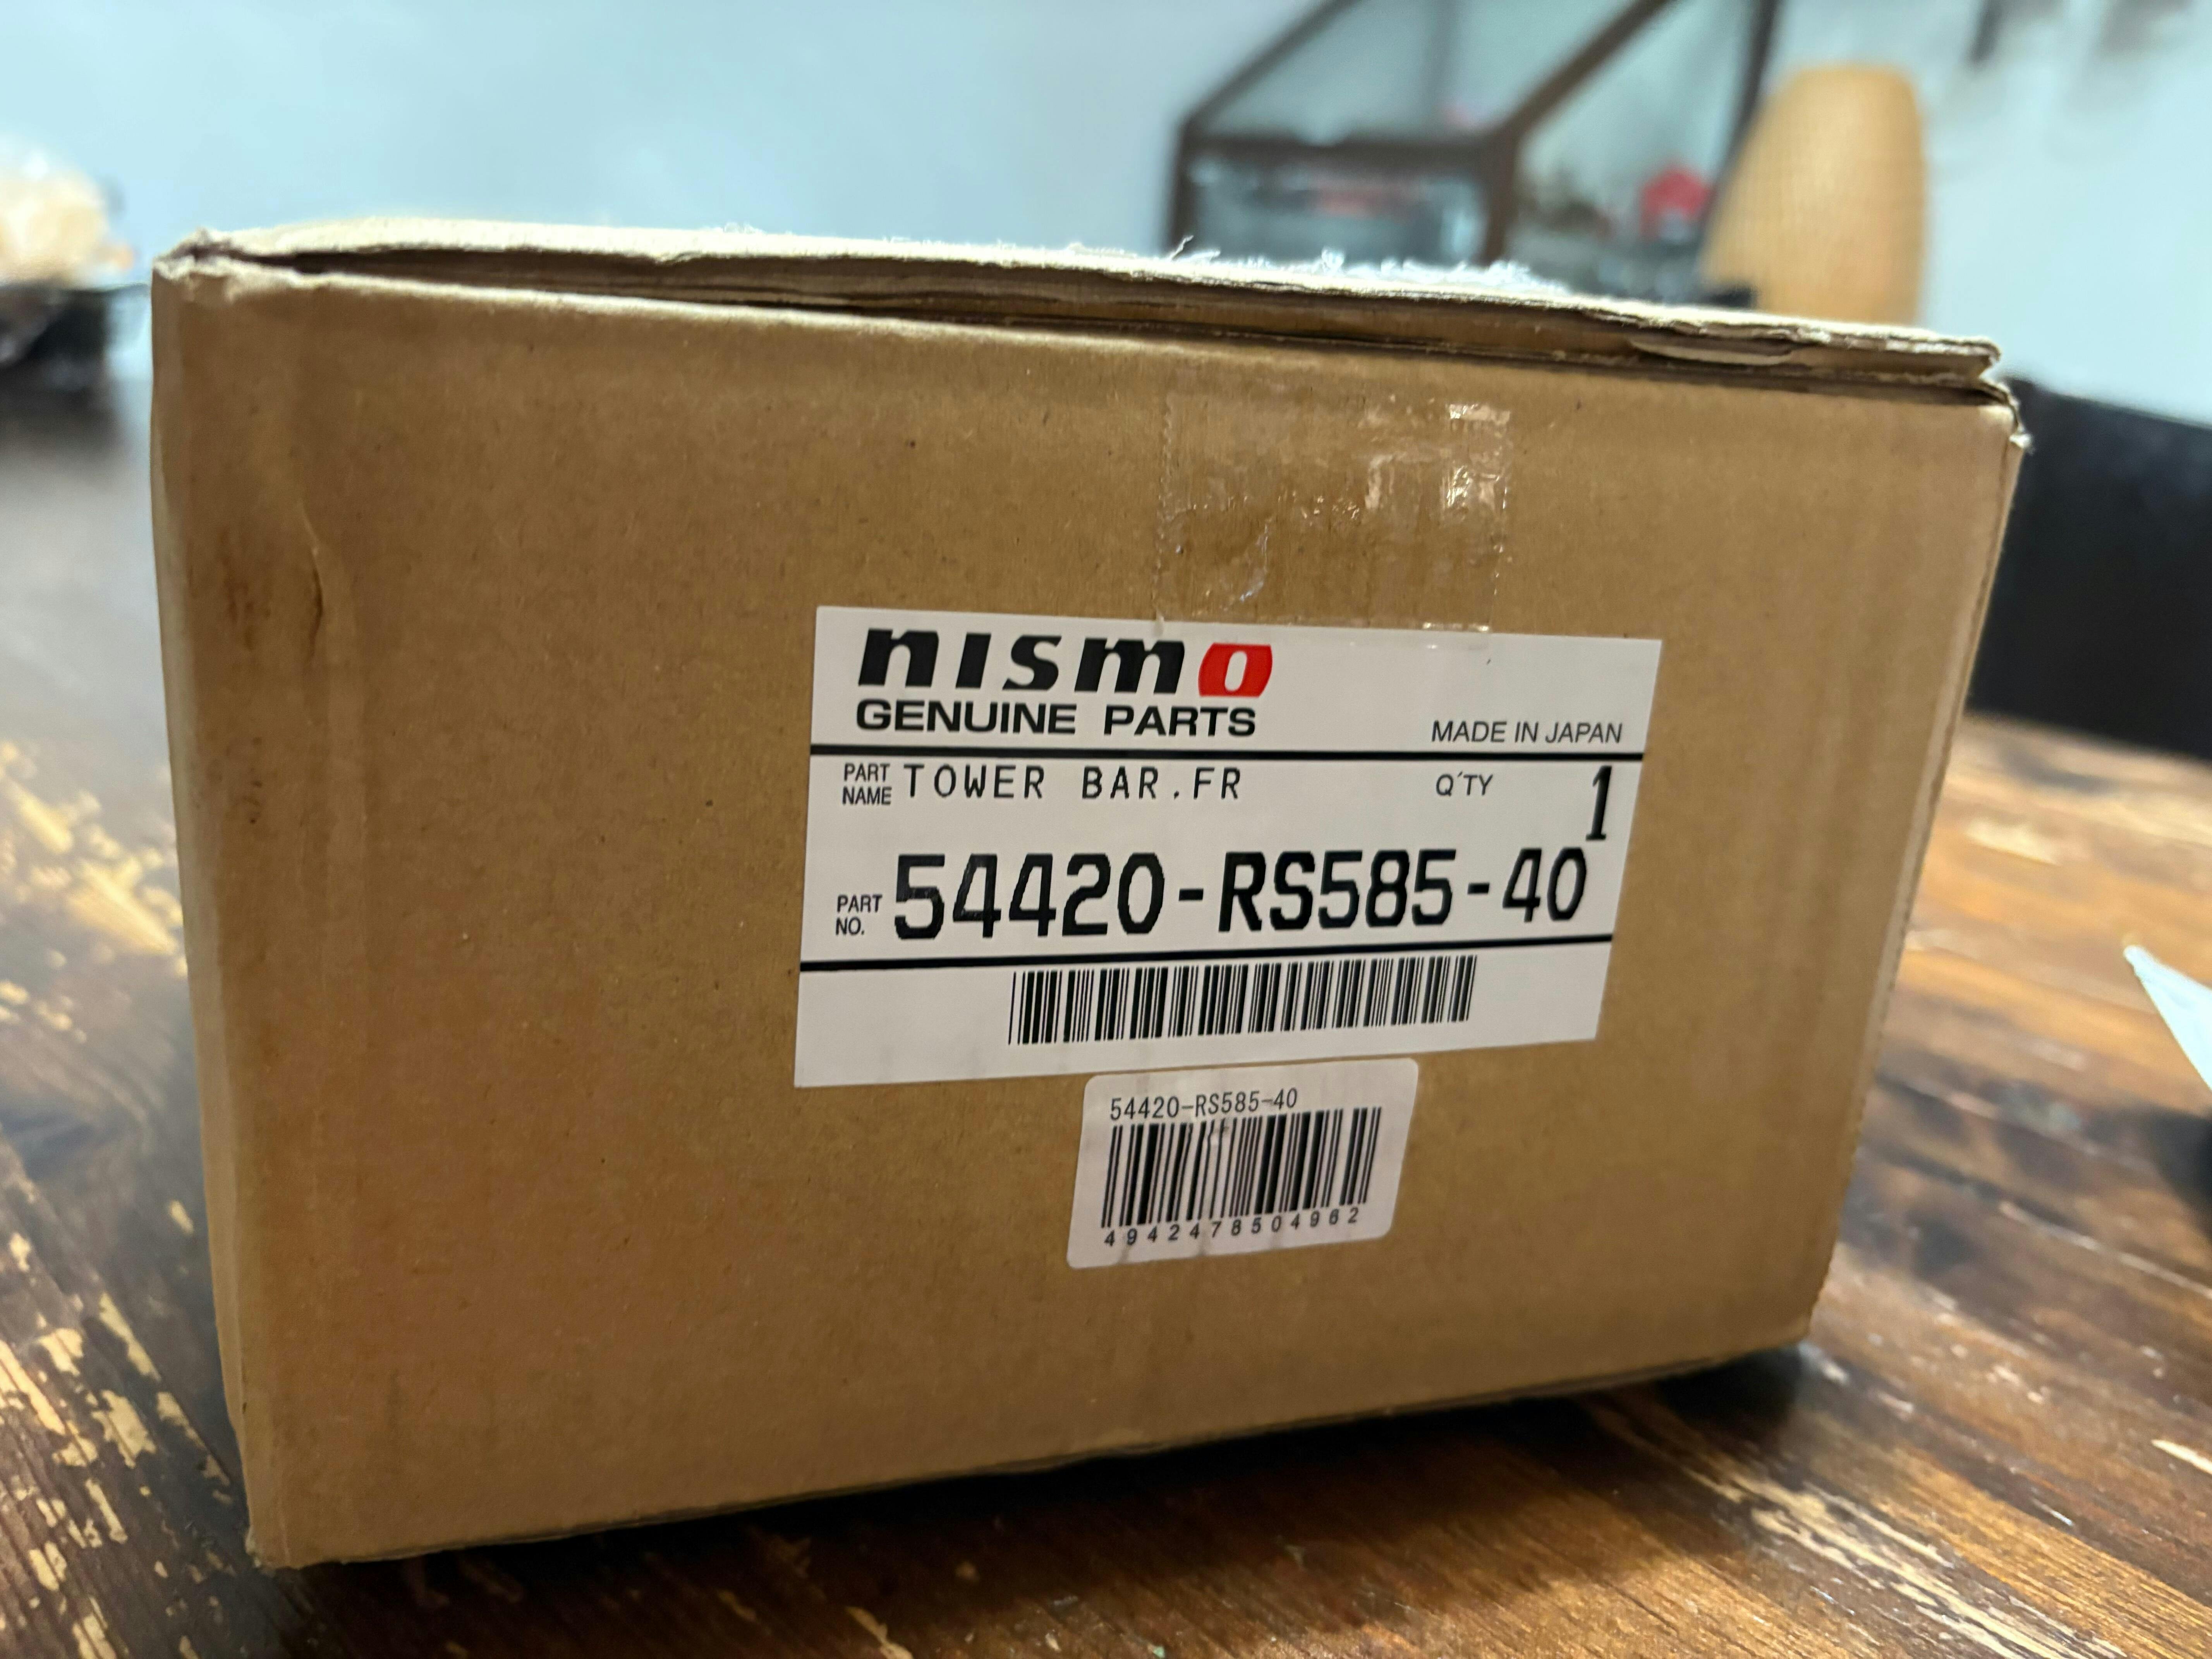 nismo
GENUINE PARTS
MADE IN JAPAN
PART NAME TOWER BAR.FR Q'TY 1
PART NO. 54420-RS585-40
54420-RS585-40
4942478504962